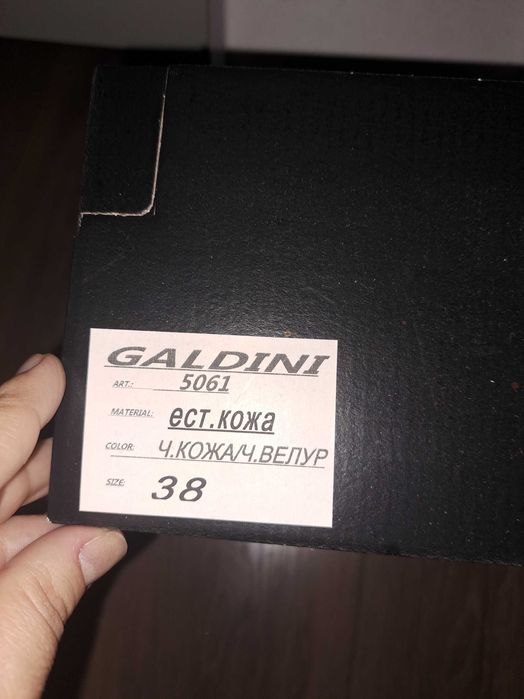 GALDINI
ART.: 5061
MATERIAL: ест.кожа
COLOR: Ч.КОЖА/Ч.ВЕЛУР
SIZE: 38